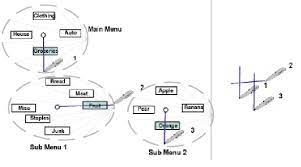 Clothing
Main Menu
House
Auto
Groceries
1
Bread
Meat
2
Misc
Fruit
Staples
Junk
Sub Menu 1
Apple
Pear
Banana
Orange
3
Sub Menu 2
2
3
1